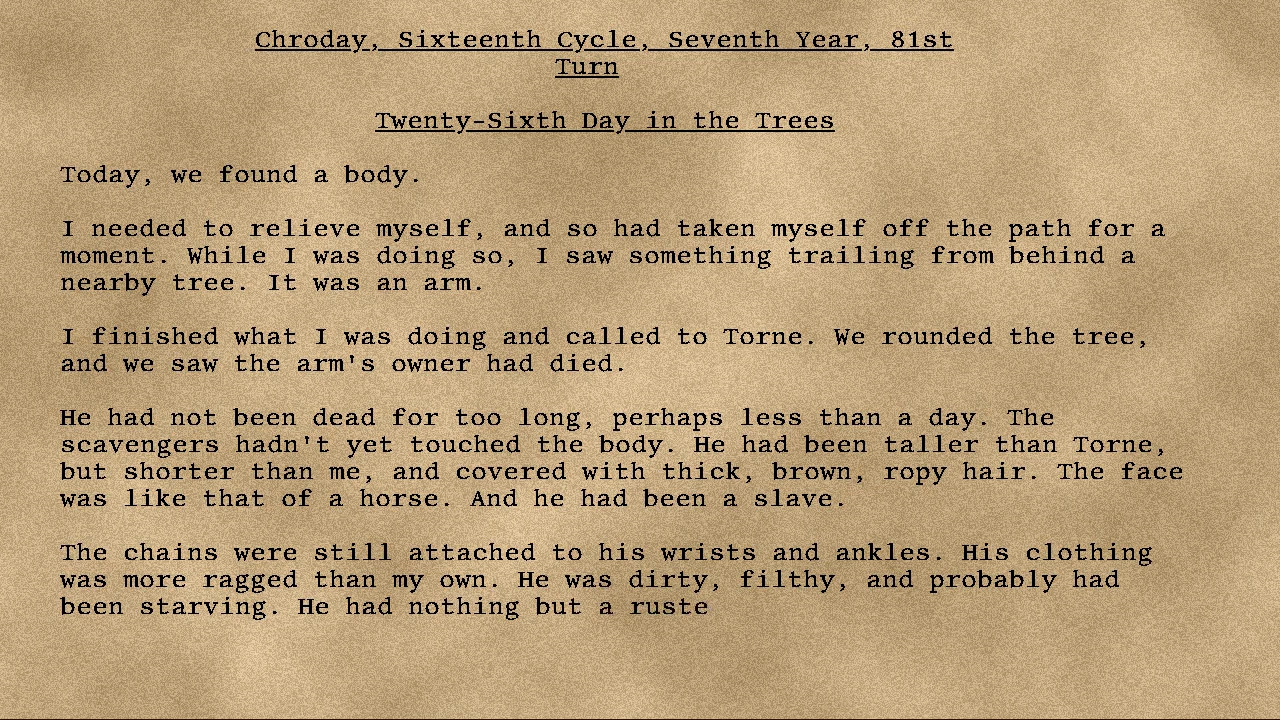 Chroday, Sixteenth Cycle, Seventh Year, 81st
Turn
Twenty-Sixth Day in the Trees
Today, we found a body.
I needed to relieve myself, and so had taken myself off the path for a
moment. While I was doing so, I saw something trailing from behind a
nearby tree. It was an arm.
I finished what I was doing and called to Torne. We rounded the tree,
and we saw the arm's owner had died.
He had not been dead for too long, perhaps less than a day. The
scavengers hadn't yet touched the body. He had been taller than Torne,
but shorter than me, and covered with thick, brown, ropy hair. The face
was like that of a horse. And he had been a slave.
The chains were still attached to his wrists and ankles. His clothing
was more ragged than my own. He was dirty, filthy, and probably had
been starving. He had nothing but a ruste